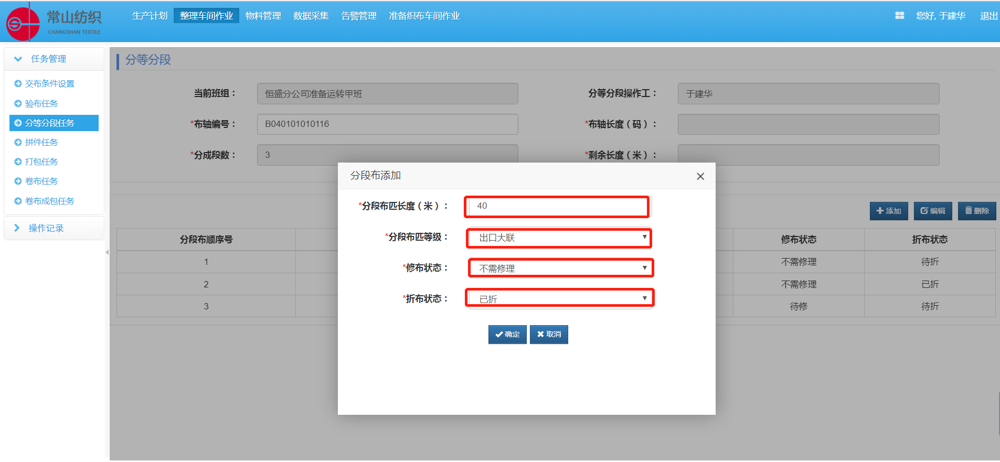 常山纺织
CHANGSHAN TEXTILE
生产计划 整理车间作业 物料管理 数据采集 告警管理 准备织布车间作业
您好, 于建华 退出
任务管理
交布条件设置
验布任务
分等分段任务
拼件任务
打包任务
卷布任务
卷布成包任务
操作记录
分等分段
当前班组： 恒盛分公司准备运转甲班 分等分段操作工： 于建华
*布轴编号： B040101010116 *布轴长度（码）：
*分成段数： 3 *剩余长度（米）：
添加 编辑 删除
分段布顺序号 修布状态 折布状态
1 不需修理 待折
2 不需修理 已折
3 待修 待折
分段布添加 ×
*分段布匹长度（米）： 40
*分段布匹等级： 出口大联
*修布状态： 不需修理
*折布状态： 已折
确定 取消